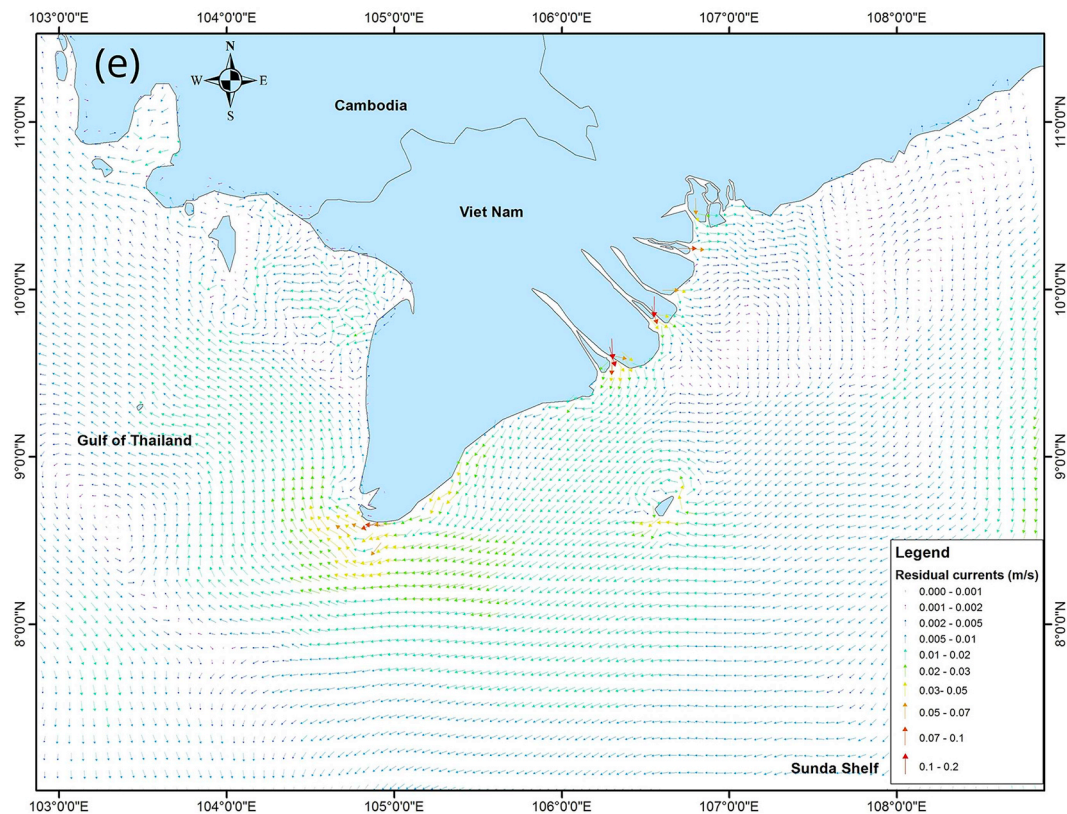 103°0'0"E 104°0'0"E 105°0'0"E 106°0'0"E 107°0'0"E 108°0'0"E
(e)
N
W E
S
Cambodia
Viet Nam
Gulf of Thailand
Sunda Shelf
11°0'0"N 11°0'0"N
10°0'0"N 10°0'0"N
9°0'0"N 9°0'0"N
8°0'0"N 8°0'0"N
Legend
Residual currents (m/s)
0.000 - 0.001
0.001 - 0.002
0.002 - 0.005
0.005 - 0.01
0.01 - 0.02
0.02 - 0.03
0.03- 0.05
0.05 - 0.07
0.07 - 0.1
0.1 - 0.2
103°0'0"E 104°0'0"E 105°0'0"E 106°0'0"E 107°0'0"E 108°0'0"E